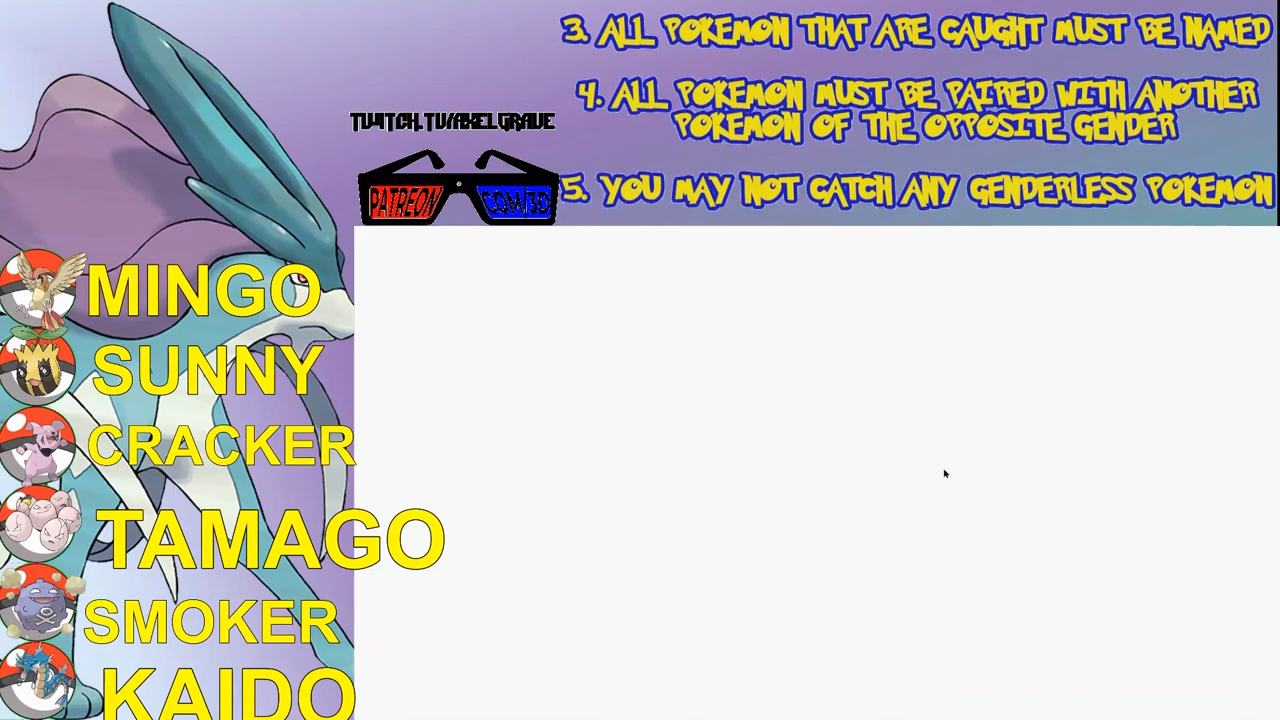 3. ALL POKEMON THAT ARE CAUGHT MUST BE NAMED
4. ALL POKEMON MUST BE PAIRED WITH ANOTHER
POKEMON OF THE OPPOSITE GENDER
5. YOU MAY NOT CATCH ANY GENDERLESS POKEMON
TWITCH.TV/AXELGRAVE
PATREON
COM/3D
MINGO
SUNNY
CRACKER
TAMAGO
SMOKER
KAIDO